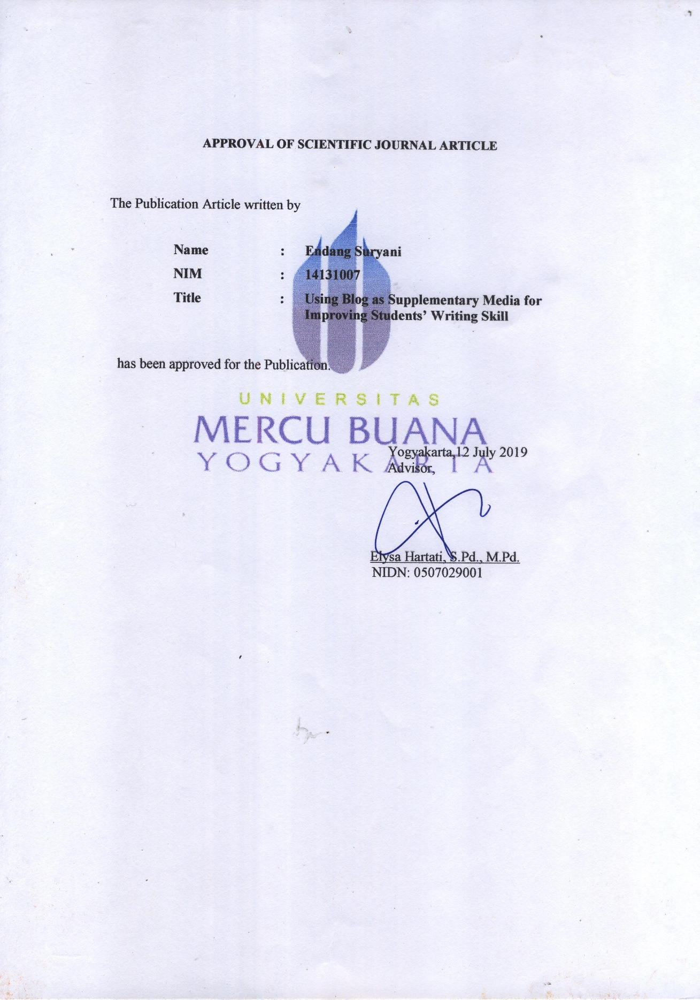 APPROVAL OF SCIENTIFIC JOURNAL ARTICLE
The Publication Article written by
Name : Endang Suryani
NIM : 14131007
Title : Using Blog as Supplementary Media for
Improving Students’ Writing Skill
has been approved for the Publication.
UNIVERSITAS
MERCU BUANA
YOGYAKARTA
Yogyakarta,12 July 2019
Advisor,
Elysa Hartati, S.Pd., M.Pd.
NIDN: 0507029001